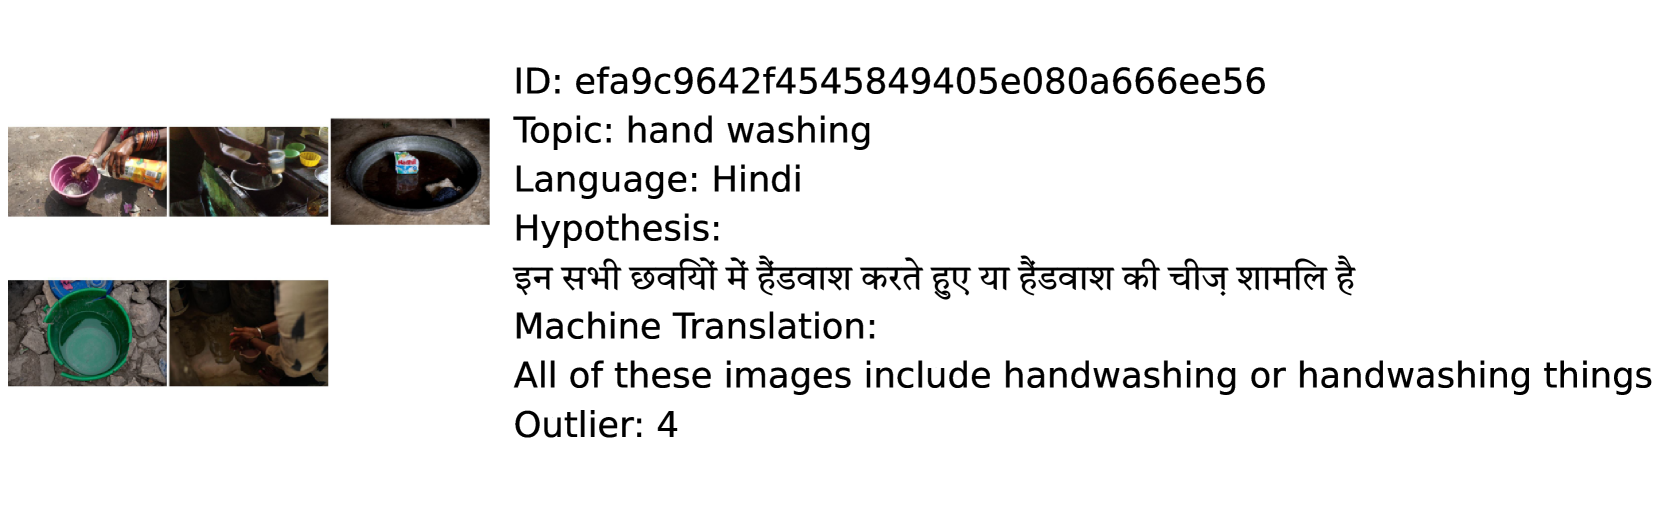 ID: efa9c9642f4545849405e080a666ee56
Topic: hand washing
Language: Hindi
Hypothesis:
इन सभी छवियों में हैंडवाश करते हुए या हैंडवाश की चीज़ शामिल है
Machine Translation:
All of these images include handwashing or handwashing things
Outlier: 4